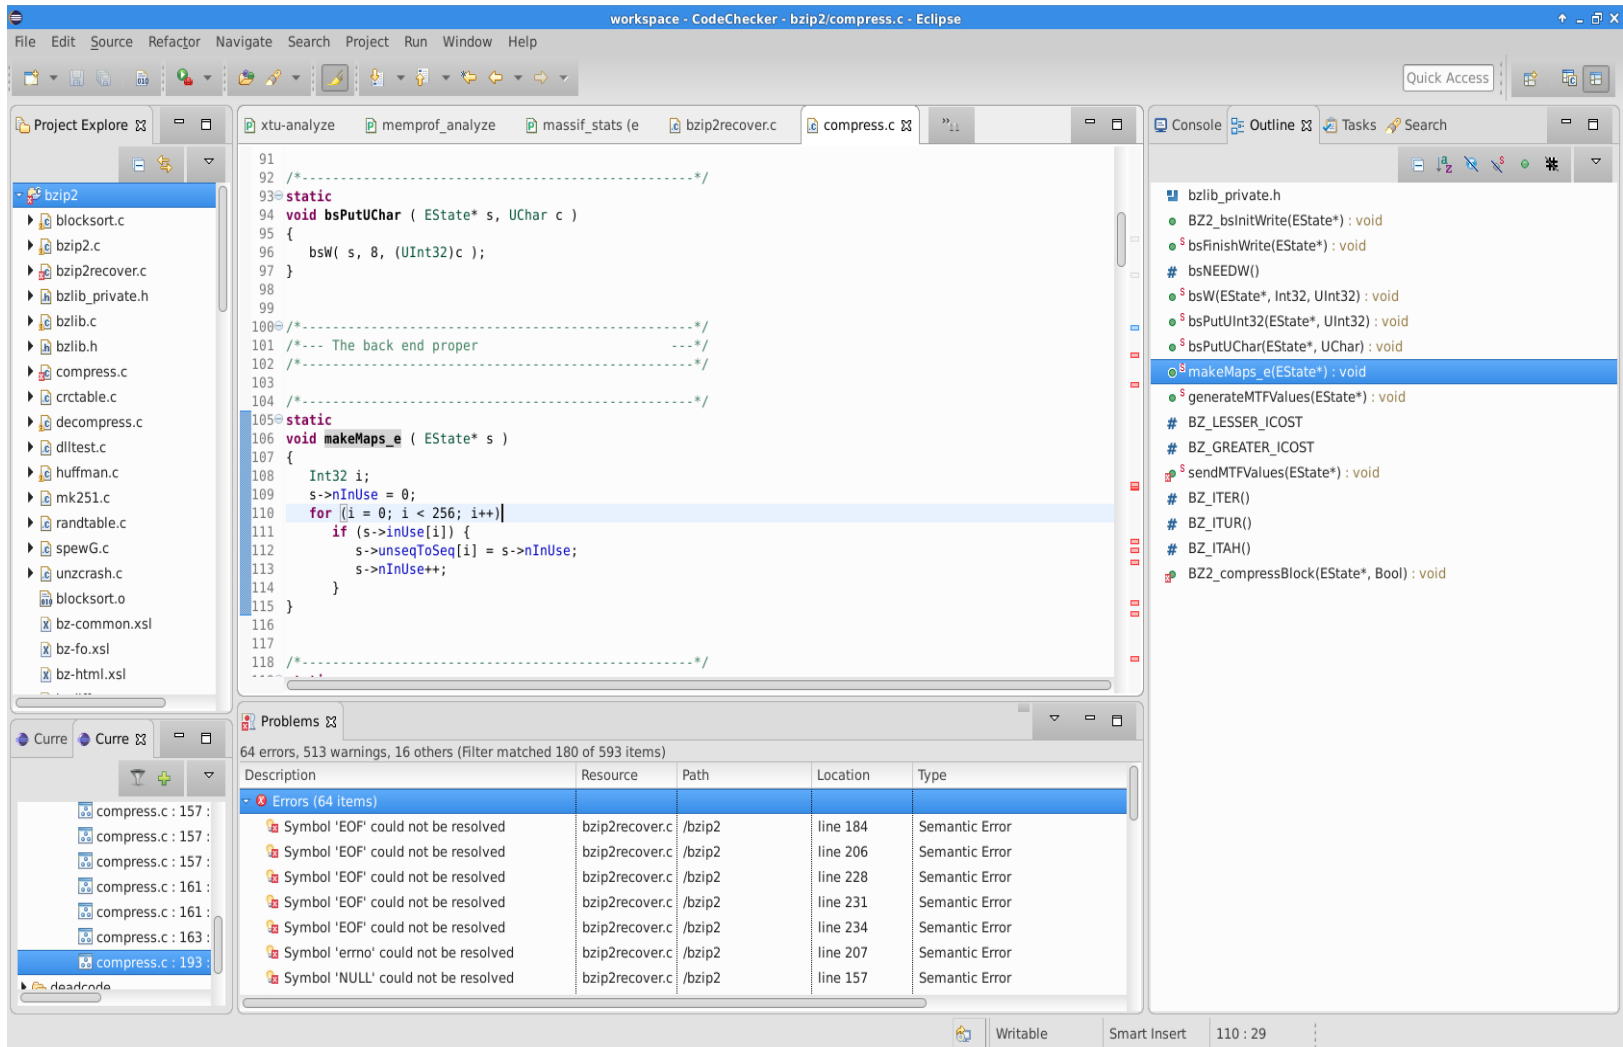 workspace - CodeChecker - bzip2/compress.c - Eclipse
File Edit Source Refactor Navigate Search Project Run Window Help
Quick Access
Project Explore
bzip2
blocksort.c
bzip2.c
bzip2recover.c
bzlib_private.h
bzlib.c
bzlib.h
compress.c
crctable.c
decompress.c
dlltest.c
huffman.c
mk251.c
randtable.c
spewG.c
unzcrash.c
blocksort.o
bz-common.xsl
bz-fo.xsl
bz-html.xsl
Curre Curre
compress.c : 157 :
compress.c : 157 :
compress.c : 157 :
compress.c : 161 :
compress.c : 161 :
compress.c : 163 :
compress.c : 193 :
deadcode
xtu-analyze memprof_analyze massif_stats (e bzip2recover.c compress.c »11
91
92 /*---------------------------------------------------*/
93 static
94 void bsPutUChar ( EState* s, UChar c )
95 {
96    bsW( s, 8, (UInt32)c );
97 }
98
99
100 /*---------------------------------------------------*/
101 /*--- The back end proper                         ---*/
102 /*---------------------------------------------------*/
103
104 /*---------------------------------------------------*/
105 static
106 void makeMaps_e ( EState* s )
107 {
108    Int32 i;
109    s->nInUse = 0;
110    for (i = 0; i < 256; i++)
111       if (s->inUse[i]) {
112          s->unseqToSeq[i] = s->nInUse;
113          s->nInUse++;
114       }
115 }
116
117
118 /*---------------------------------------------------*/
Problems
64 errors, 513 warnings, 16 others (Filter matched 180 of 593 items)
Description Resource Path Location Type
Errors (64 items)
Symbol 'EOF' could not be resolved bzip2recover.c /bzip2 line 184 Semantic Error
Symbol 'EOF' could not be resolved bzip2recover.c /bzip2 line 206 Semantic Error
Symbol 'EOF' could not be resolved bzip2recover.c /bzip2 line 228 Semantic Error
Symbol 'EOF' could not be resolved bzip2recover.c /bzip2 line 231 Semantic Error
Symbol 'EOF' could not be resolved bzip2recover.c /bzip2 line 234 Semantic Error
Symbol 'errno' could not be resolved bzip2recover.c /bzip2 line 207 Semantic Error
Symbol 'NULL' could not be resolved bzip2recover.c /bzip2 line 157 Semantic Error
Console Outline Tasks Search
bzlib_private.h
BZ2_bsInitWrite(EState*) : void
S bsFinishWrite(EState*) : void
# bsNEEDW()
S bsW(EState*, Int32, UInt32) : void
S bsPutUInt32(EState*, UInt32) : void
S bsPutUChar(EState*, UChar) : void
S makeMaps_e(EState*) : void
S generateMTFValues(EState*) : void
# BZ_LESSER_ICOST
# BZ_GREATER_ICOST
S sendMTFValues(EState*) : void
# BZ_ITER()
# BZ_ITUR()
# BZ_ITAH()
BZ2_compressBlock(EState*, Bool) : void
Writable Smart Insert 110 : 29